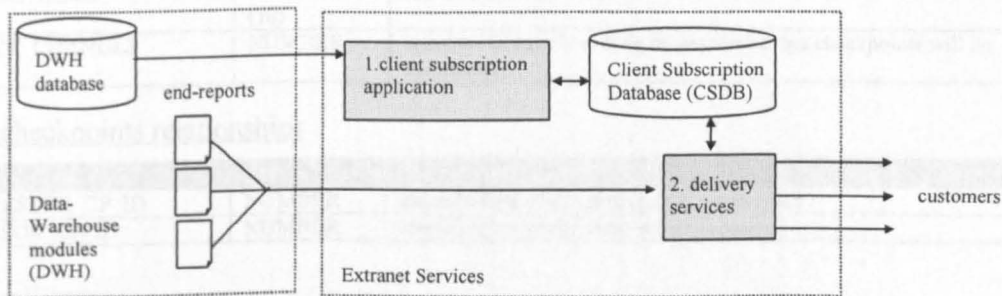 DWH
database
end-reports
1.client subscription
application
Client Subscription
Database (CSDB)
Data-
Warehouse
modules
(DWH)
2. delivery
services
customers
Extranet Services